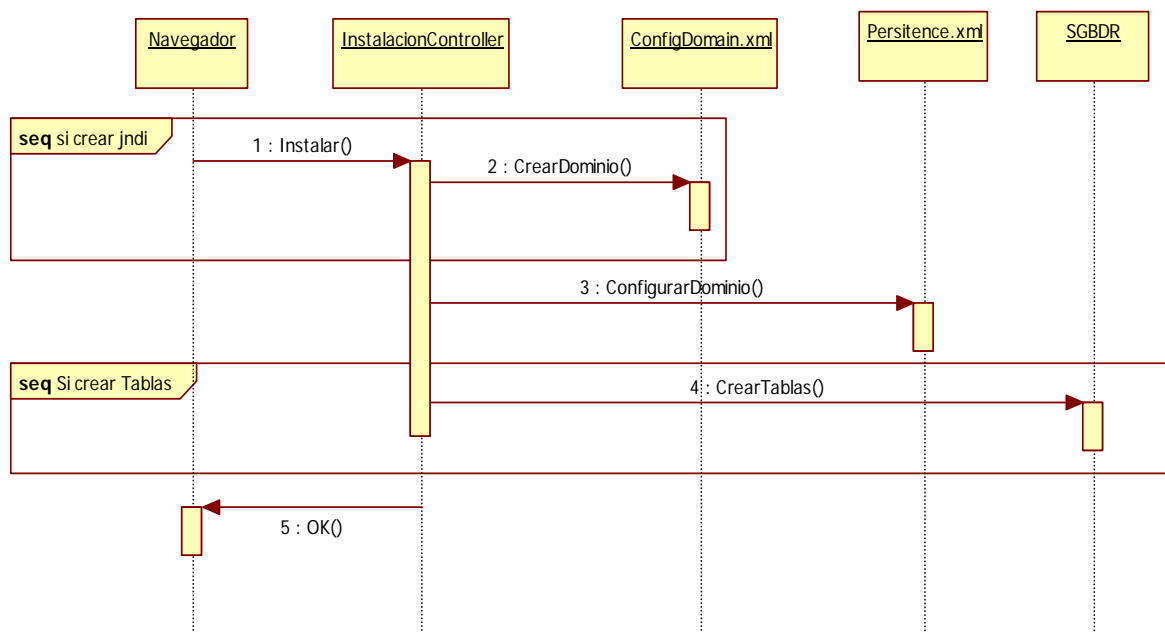 Navegador
InstalacionController
ConfigDomain.xml
Persitence.xml
SGBDR
seq si crear jndi
1 : Instalar()
2 : CrearDominio()
3 : ConfigurarDominio()
seq Si crear Tablas
4 : CrearTablas()
5 : OK()